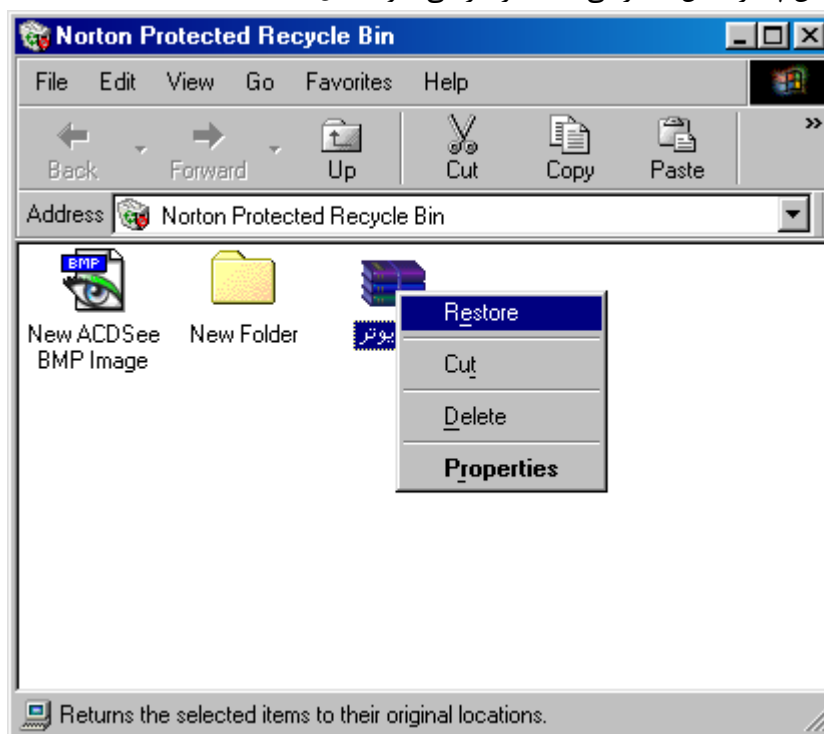 Norton Protected Recycle Bin
File Edit View Go Favorites Help
Back Forward Up Cut Copy Paste »
Address Norton Protected Recycle Bin
BMP
New ACDSee BMP Image
New Folder
Restore
Cut
Delete
Properties
Returns the selected items to their original locations.